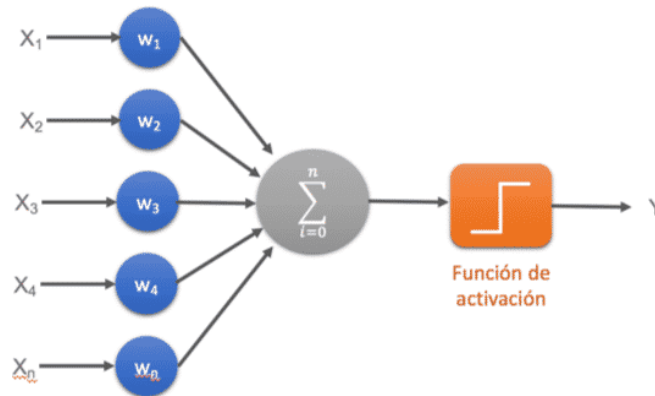 X₁ w₁
X₂ w₂
X₃ w₃
X₄ w₄
Xₙ wₙ
n
∑
i=0
Función de
activación
Y